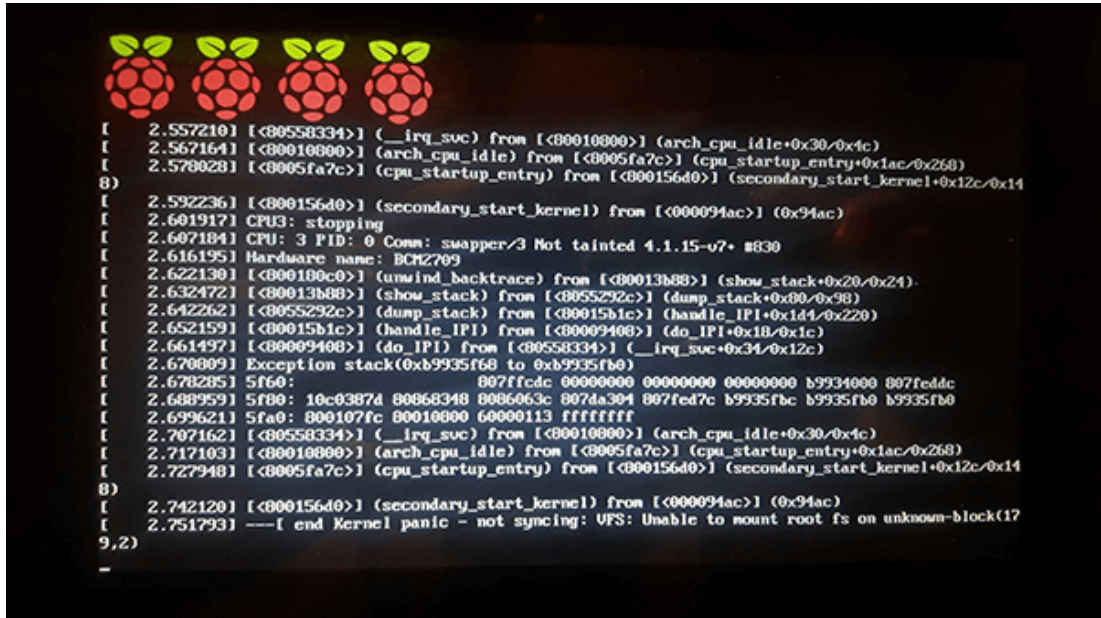 [    2.557210] [<80558334>] (__irq_svc) from [<80010800>] (arch_cpu_idle+0x30/0x4c)
[    2.567164] [<80010800>] (arch_cpu_idle) from [<8005fa7c>] (cpu_startup_entry+0x1ac/0x268)
[    2.578028] [<8005fa7c>] (cpu_startup_entry) from [<800156d0>] (secondary_start_kernel+0x12c/0x14
8)
[    2.592236] [<800156d0>] (secondary_start_kernel) from [<000094ac>] (0x94ac)
[    2.601917] CPU3: stopping
[    2.607184] CPU: 3 PID: 0 Comm: swapper/3 Not tainted 4.1.15-v7+ #830
[    2.616195] Hardware name: BCM2709
[    2.622130] [<800180c0>] (unwind_backtrace) from [<80013b88>] (show_stack+0x20/0x24)
[    2.632472] [<80013b88>] (show_stack) from [<8055292c>] (dump_stack+0x80/0x98)
[    2.642262] [<8055292c>] (dump_stack) from [<80015b1c>] (handle_IPI+0x1d4/0x220)
[    2.652159] [<80015b1c>] (handle_IPI) from [<80009408>] (do_IPI+0x18/0x1c)
[    2.661497] [<80009408>] (do_IPI) from [<80558334>] (__irq_svc+0x34/0x12c)
[    2.670809] Exception stack(0xb9935f68 to 0xb9935fb0)
[    2.678285] 5f60:                   807ffcdc 00000000 00000000 00000000 b9934000 807feddc
[    2.688959] 5f80: 10c0387d 80868348 8086063c 807da304 807fed7c b9935fbc b9935fb0 b9935fb0
[    2.699621] 5fa0: 800107fc 80010800 60000113 ffffffff
[    2.707162] [<80558334>] (__irq_svc) from [<80010800>] (arch_cpu_idle+0x30/0x4c)
[    2.717103] [<80010800>] (arch_cpu_idle) from [<8005fa7c>] (cpu_startup_entry+0x1ac/0x268)
[    2.727948] [<8005fa7c>] (cpu_startup_entry) from [<800156d0>] (secondary_start_kernel+0x12c/0x14
8)
[    2.742120] [<800156d0>] (secondary_start_kernel) from [<000094ac>] (0x94ac)
[    2.751793] ---[ end Kernel panic - not syncing: VFS: Unable to mount root fs on unknown-block(17
9,2)
_